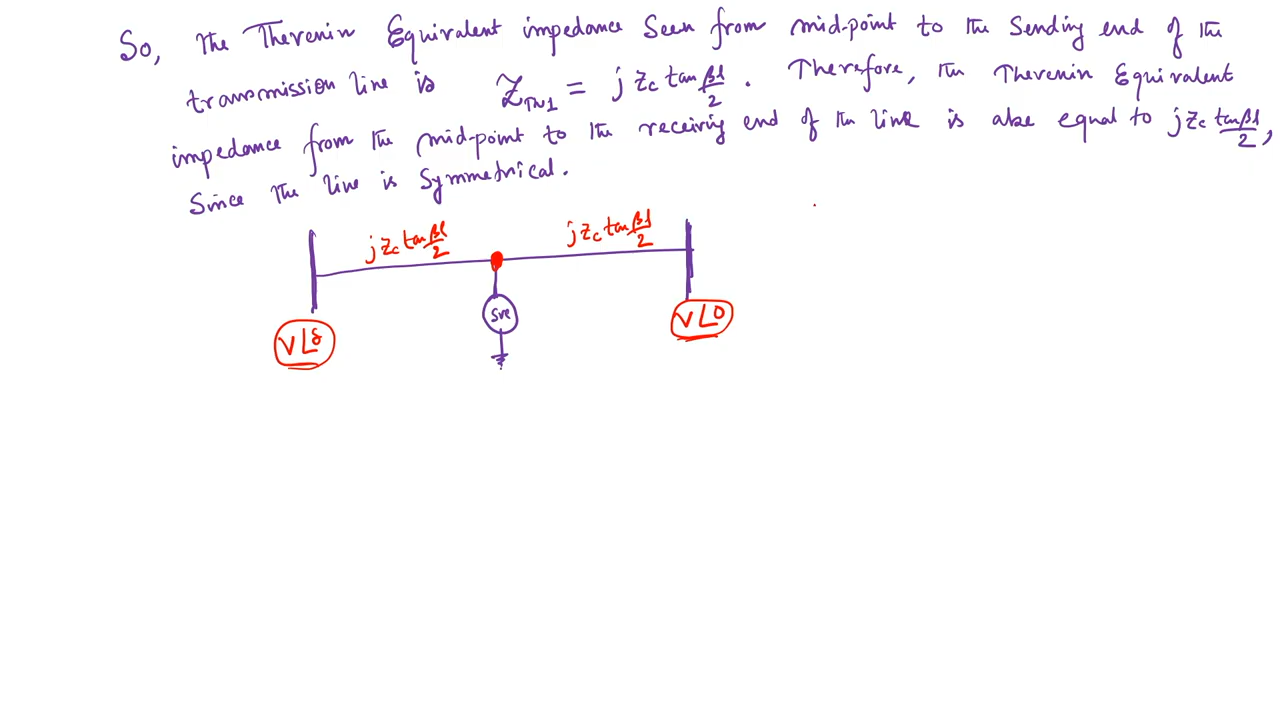 So, the Thevenin Equivalent impedance seen from mid-point to the sending end of the
transmission line is Z_TH1 = j Zc tan βl/2 . Therefore, the Thevenin Equivalent
impedance from the mid-point to the receiving end of the line is also equal to j Zc tan βl/2,
Since the line is Symmetrical.
j Zc tan βl/2 j Zc tan βl/2
SVC
V∠δ V∠0